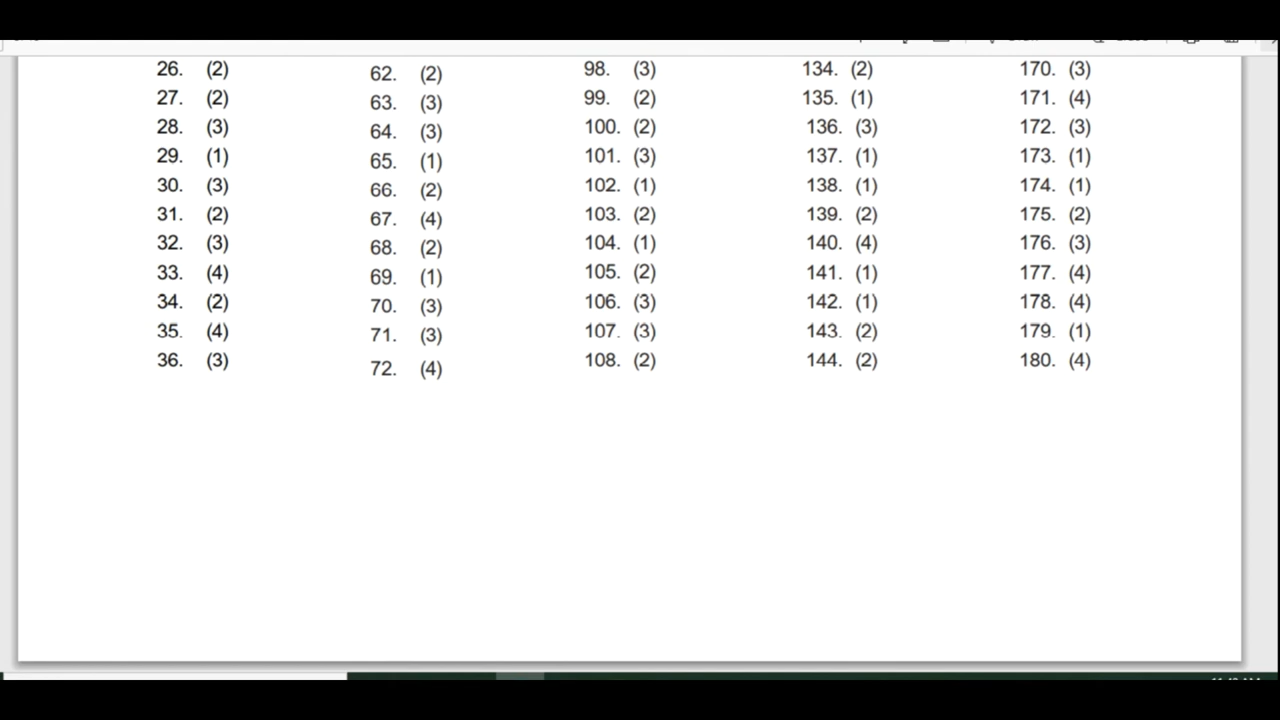 26. (2) 62. (2) 98. (3) 134. (2) 170. (3)
27. (2) 63. (3) 99. (2) 135. (1) 171. (4)
28. (3) 64. (3) 100. (2) 136. (3) 172. (3)
29. (1) 65. (1) 101. (3) 137. (1) 173. (1)
30. (3) 66. (2) 102. (1) 138. (1) 174. (1)
31. (2) 67. (4) 103. (2) 139. (2) 175. (2)
32. (3) 68. (2) 104. (1) 140. (4) 176. (3)
33. (4) 69. (1) 105. (2) 141. (1) 177. (4)
34. (2) 70. (3) 106. (3) 142. (1) 178. (4)
35. (4) 71. (3) 107. (3) 143. (2) 179. (1)
36. (3) 72. (4) 108. (2) 144. (2) 180. (4)